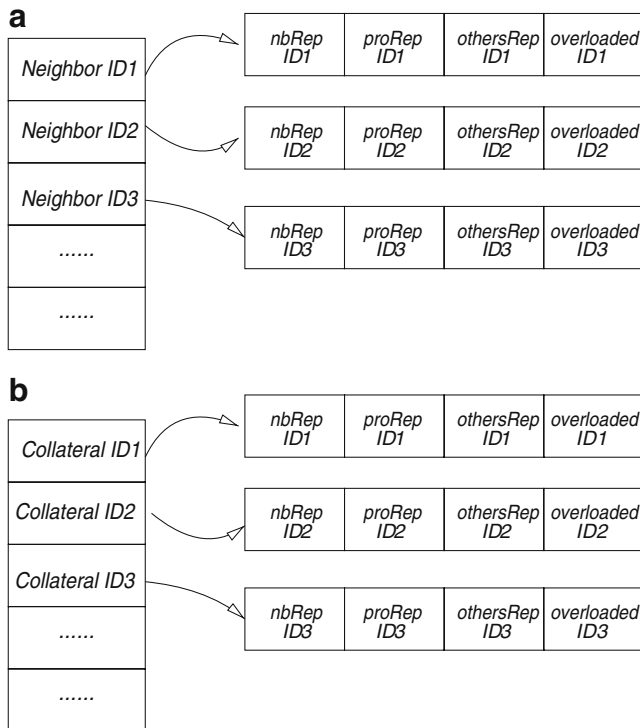 a
Neighbor ID1
nbRep ID1
proRep ID1
othersRep ID1
overloaded ID1
Neighbor ID2
nbRep ID2
proRep ID2
othersRep ID2
overloaded ID2
Neighbor ID3
nbRep ID3
proRep ID3
othersRep ID3
overloaded ID3
......
......
b
Collateral ID1
nbRep ID1
proRep ID1
othersRep ID1
overloaded ID1
Collateral ID2
nbRep ID2
proRep ID2
othersRep ID2
overloaded ID2
Collateral ID3
nbRep ID3
proRep ID3
othersRep ID3
overloaded ID3
......
......